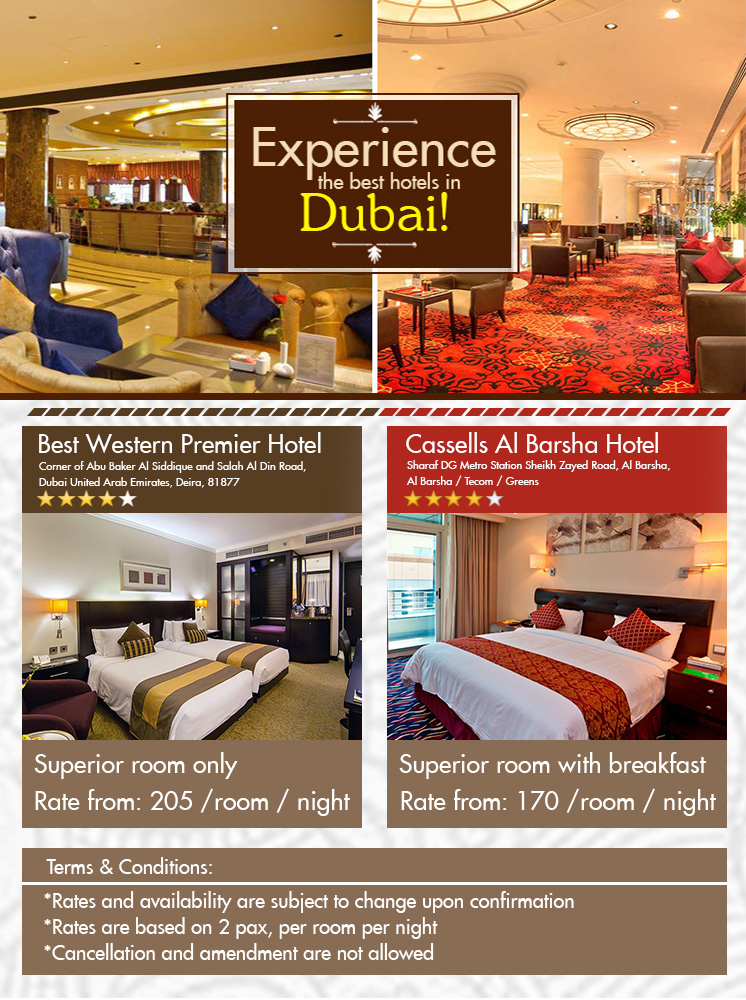 Experience
the best hotels in
Dubai!
Best Western Premier Hotel
Corner of Abu Baker Al Siddique and Salah Al Din Road,
Dubai United Arab Emirates, Deira, 81877
Cassells Al Barsha Hotel
Sharaf DG Metro Station Sheikh Zayed Road, Al Barsha,
Al Barsha / Tecom / Greens
Superior room only
Rate from: 205 /room / night
Superior room with breakfast
Rate from: 170 /room / night
Terms & Conditions:
*Rates and availability are subject to change upon confirmation
*Rates are based on 2 pax, per room per night
*Cancellation and amendment are not allowed